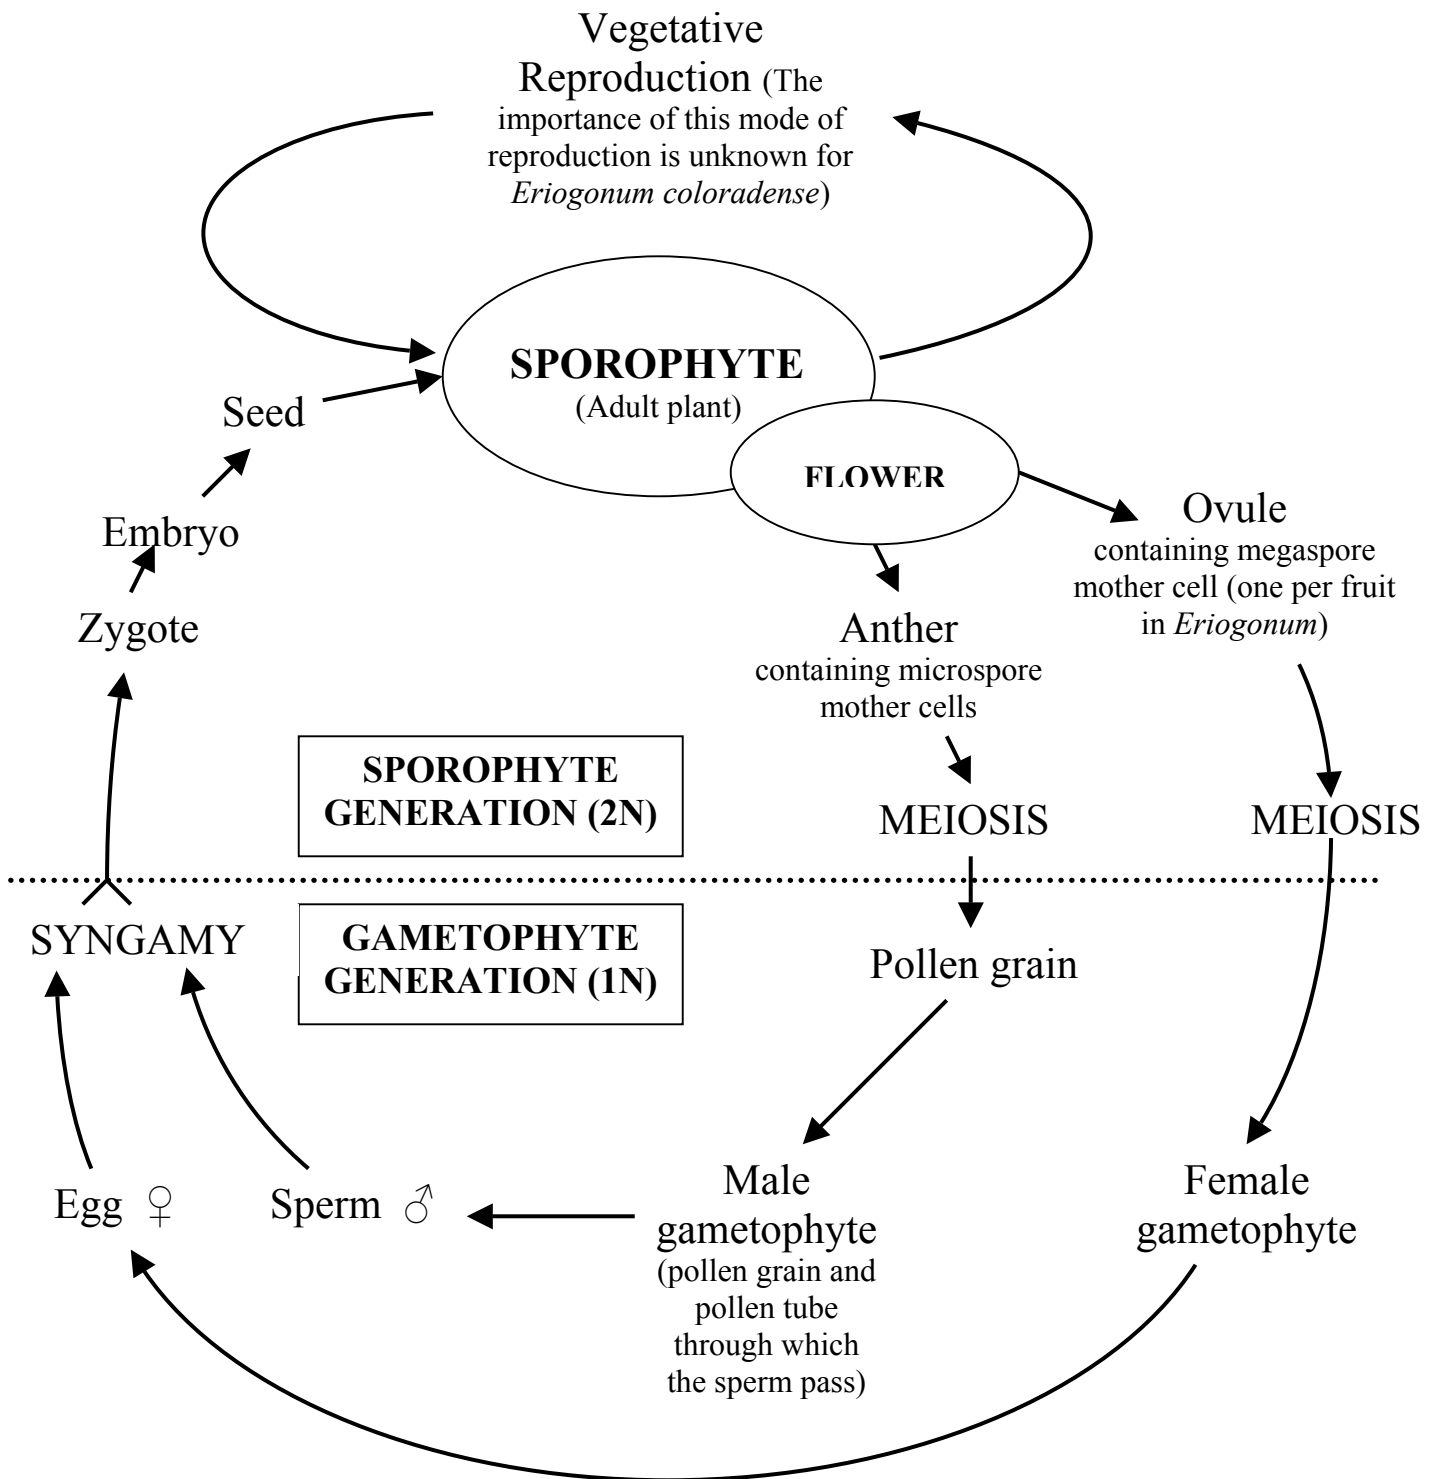 Vegetative
Reproduction (The
importance of this mode of
reproduction is unknown for
Eriogonum coloradense)
SPOROPHYTE
(Adult plant)
Seed
FLOWER
Ovule
containing megaspore
mother cell (one per fruit
in Eriogonum)
Embryo
Zygote
Anther
containing microspore
mother cells
SPOROPHYTE
GENERATION (2N)
MEIOSIS
MEIOSIS
SYNGAMY
GAMETOPHYTE
GENERATION (1N)
Pollen grain
Egg ♀
Sperm ♂
Male
gametophyte
(pollen grain and
pollen tube
through which
the sperm pass)
Female
gametophyte